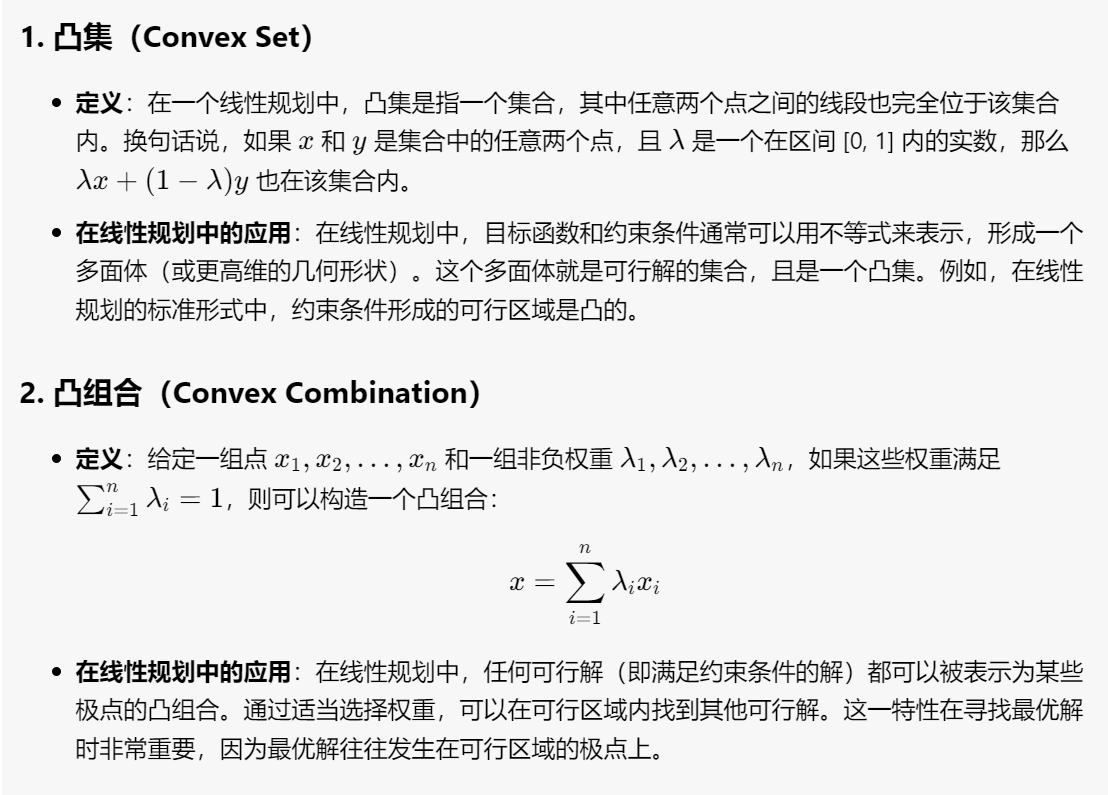 1. 凸集（Convex Set）
• 定义：在一个线性规划中，凸集是指一个集合，其中任意两个点之间的线段也完全位于该集合
内。换句话说，如果 x 和 y 是集合中的任意两个点，且 λ 是一个在区间 [0, 1] 内的实数，那么
λx + (1 − λ)y 也在该集合内。
• 在线性规划中的应用：在线性规划中，目标函数和约束条件通常可以用不等式来表示，形成一个
多面体（或更高维的几何形状）。这个多面体就是可行解的集合，且是一个凸集。例如，在线性
规划的标准形式中，约束条件形成的可行区域是凸的。
2. 凸组合（Convex Combination）
• 定义：给定一组点 x₁, x₂, . . . , xₙ 和一组非负权重 λ₁, λ₂, . . . , λₙ，如果这些权重满足
∑ⁿᵢ₌₁ λᵢ = 1，则可以构造一个凸组合：
x = ∑ⁿᵢ₌₁ λᵢxᵢ
• 在线性规划中的应用：在线性规划中，任何可行解（即满足约束条件的解）都可以被表示为某些
极点的凸组合。通过适当选择权重，可以在可行区域内找到其他可行解。这一特性在寻找最优解
时非常重要，因为最优解往往发生在可行区域的极点上。